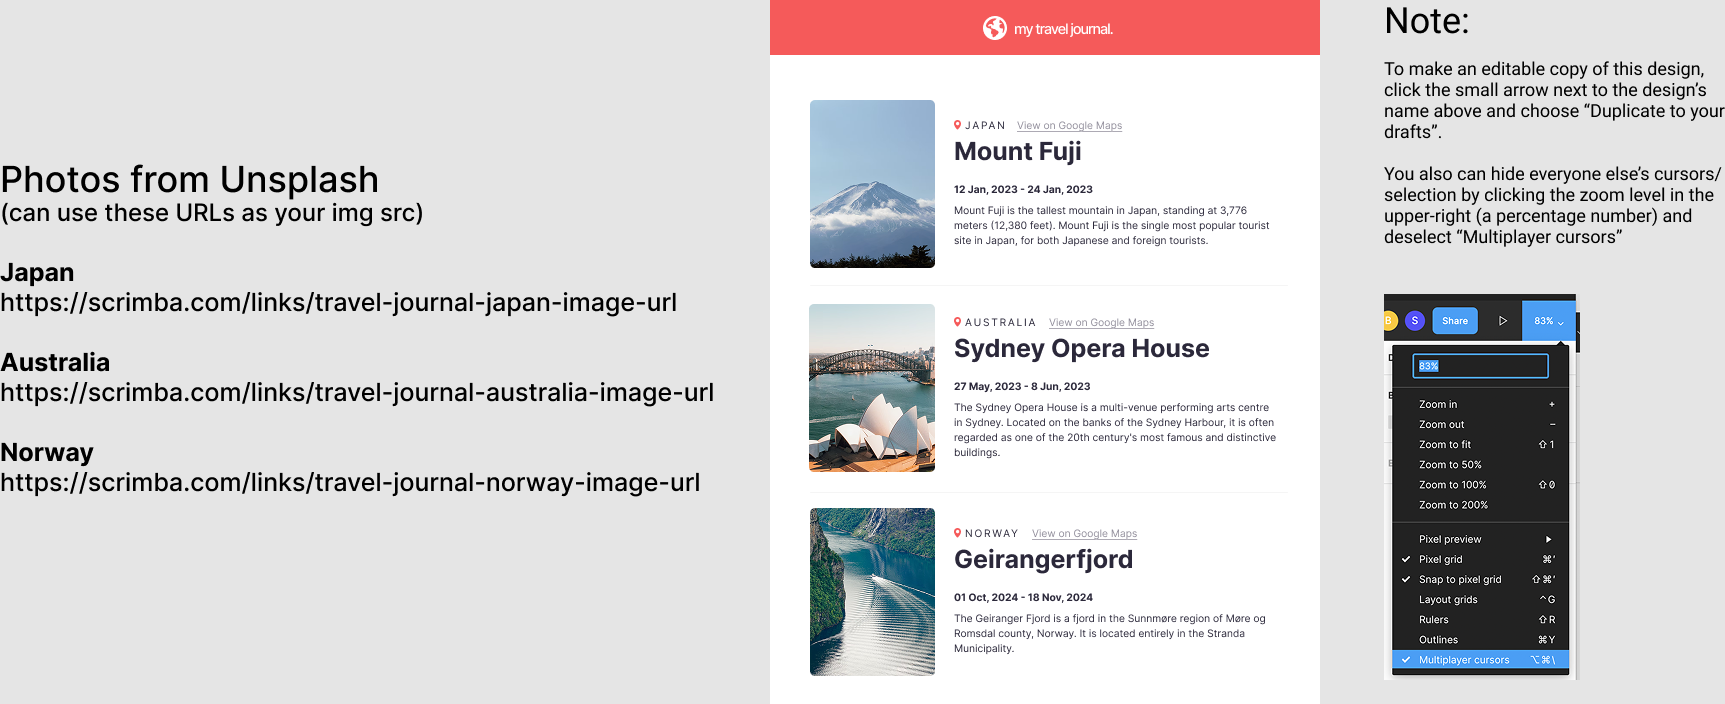 Photos from Unsplash
(can use these URLs as your img src)
Japan
https://scrimba.com/links/travel-journal-japan-image-url
Australia
https://scrimba.com/links/travel-journal-australia-image-url
Norway
https://scrimba.com/links/travel-journal-norway-image-url
my travel journal.
JAPAN View on Google Maps
Mount Fuji
12 Jan, 2023 - 24 Jan, 2023
Mount Fuji is the tallest mountain in Japan, standing at 3,776
meters (12,380 feet). Mount Fuji is the single most popular tourist
site in Japan, for both Japanese and foreign tourists.
AUSTRALIA View on Google Maps
Sydney Opera House
27 May, 2023 - 8 Jun, 2023
The Sydney Opera House is a multi-venue performing arts centre
in Sydney. Located on the banks of the Sydney Harbour, it is often
regarded as one of the 20th century's most famous and distinctive
buildings.
NORWAY View on Google Maps
Geirangerfjord
01 Oct, 2024 - 18 Nov, 2024
The Geiranger Fjord is a fjord in the Sunnmøre region of Møre og
Romsdal county, Norway. It is located entirely in the Stranda
Municipality.
Note:
To make an editable copy of this design,
click the small arrow next to the design’s
name above and choose “Duplicate to your
drafts”.
You also can hide everyone else’s cursors/
selection by clicking the zoom level in the
upper-right (a percentage number) and
deselect “Multiplayer cursors”
B S Share 83%
83%
Zoom in +
Zoom out −
Zoom to fit ⇧1
Zoom to 50%
Zoom to 100% ⇧0
Zoom to 200%
Pixel preview
Pixel grid ⌘'
Snap to pixel grid ⇧⌘'
Layout grids ^G
Rulers ⇧R
Outlines ⌘Y
Multiplayer cursors ⌥⌘\